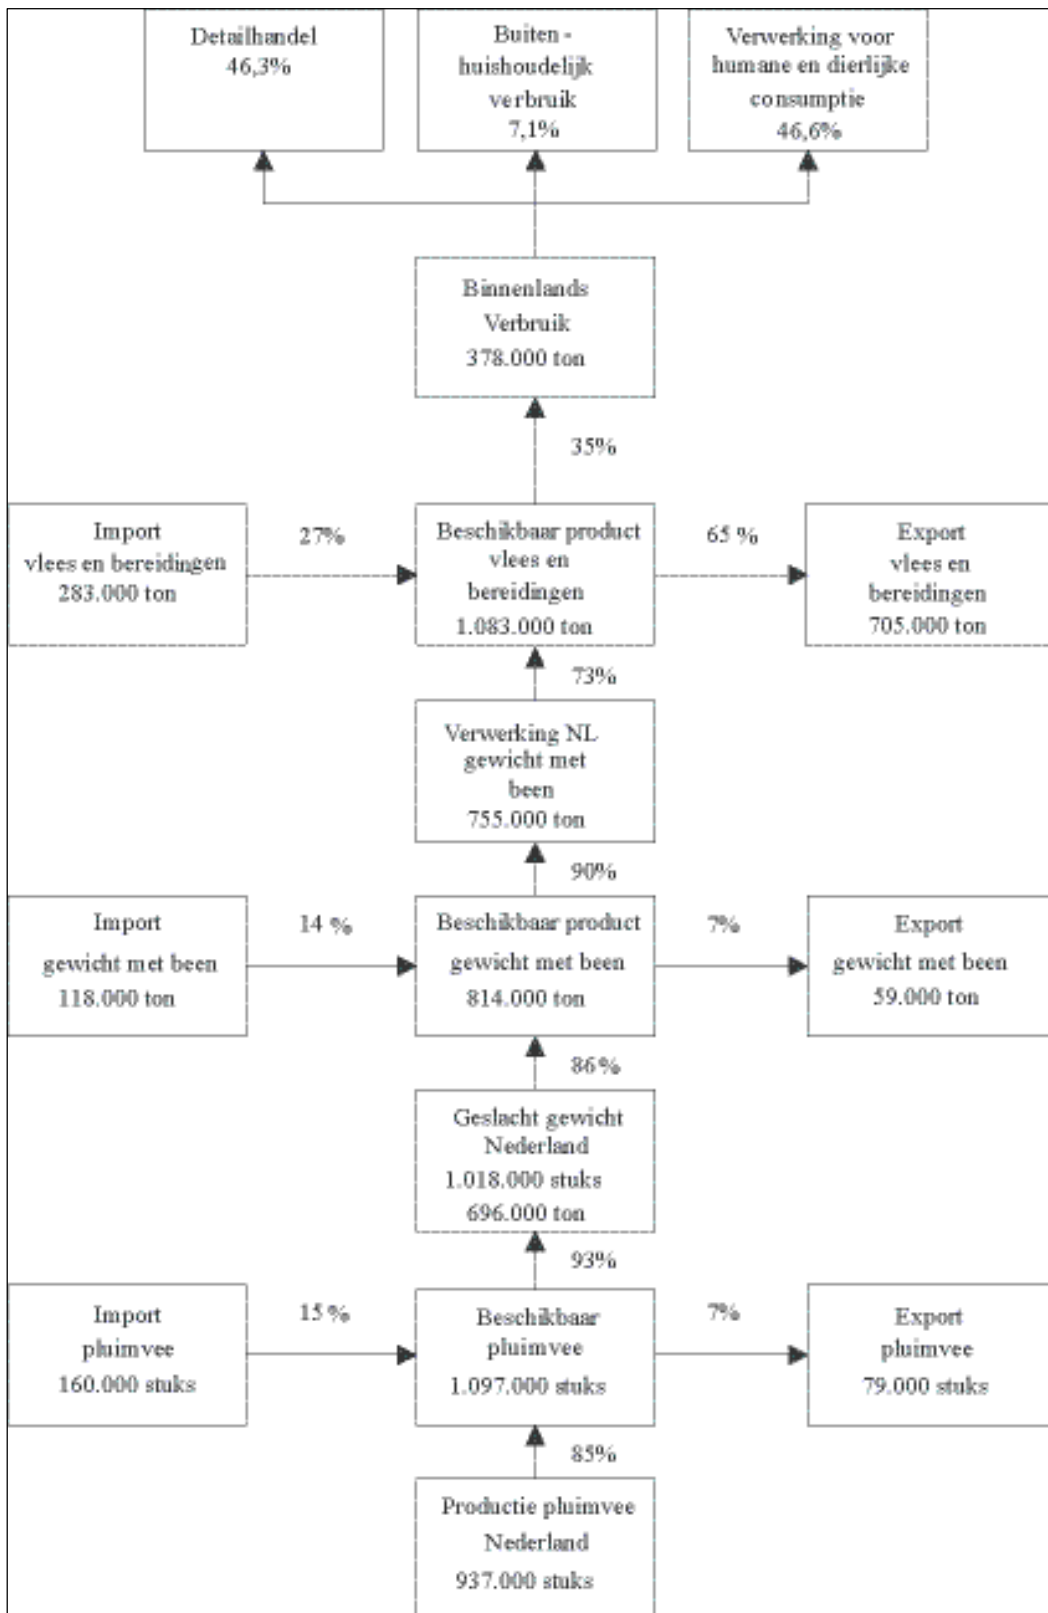 Detailhandel
46,3%
Buiten -
huishoudelijk
verbruik
7,1%
Verwerking voor
humane en dierlijke
consumptie
46,6%
Binnenlands
Verbruik
378.000 ton
35%
Import
vlees en bereidingen
283.000 ton
27%
Beschikbaar product
vlees en
bereidingen
1.083.000 ton
65 %
Export
vlees en
bereidingen
705.000 ton
73%
Verwerking NL
gewicht met
been
755.000 ton
90%
Import
gewicht met been
118.000 ton
14 %
Beschikbaar product
gewicht met been
814.000 ton
7%
Export
gewicht met been
59.000 ton
86%
Geslacht gewicht
Nederland
1.018.000 stuks
696.000 ton
93%
Import
pluimvee
160.000 stuks
15 %
Beschikbaar
pluimvee
1.097.000 stuks
7%
Export
pluimvee
79.000 stuks
85%
Productie pluimvee
Nederland
937.000 stuks